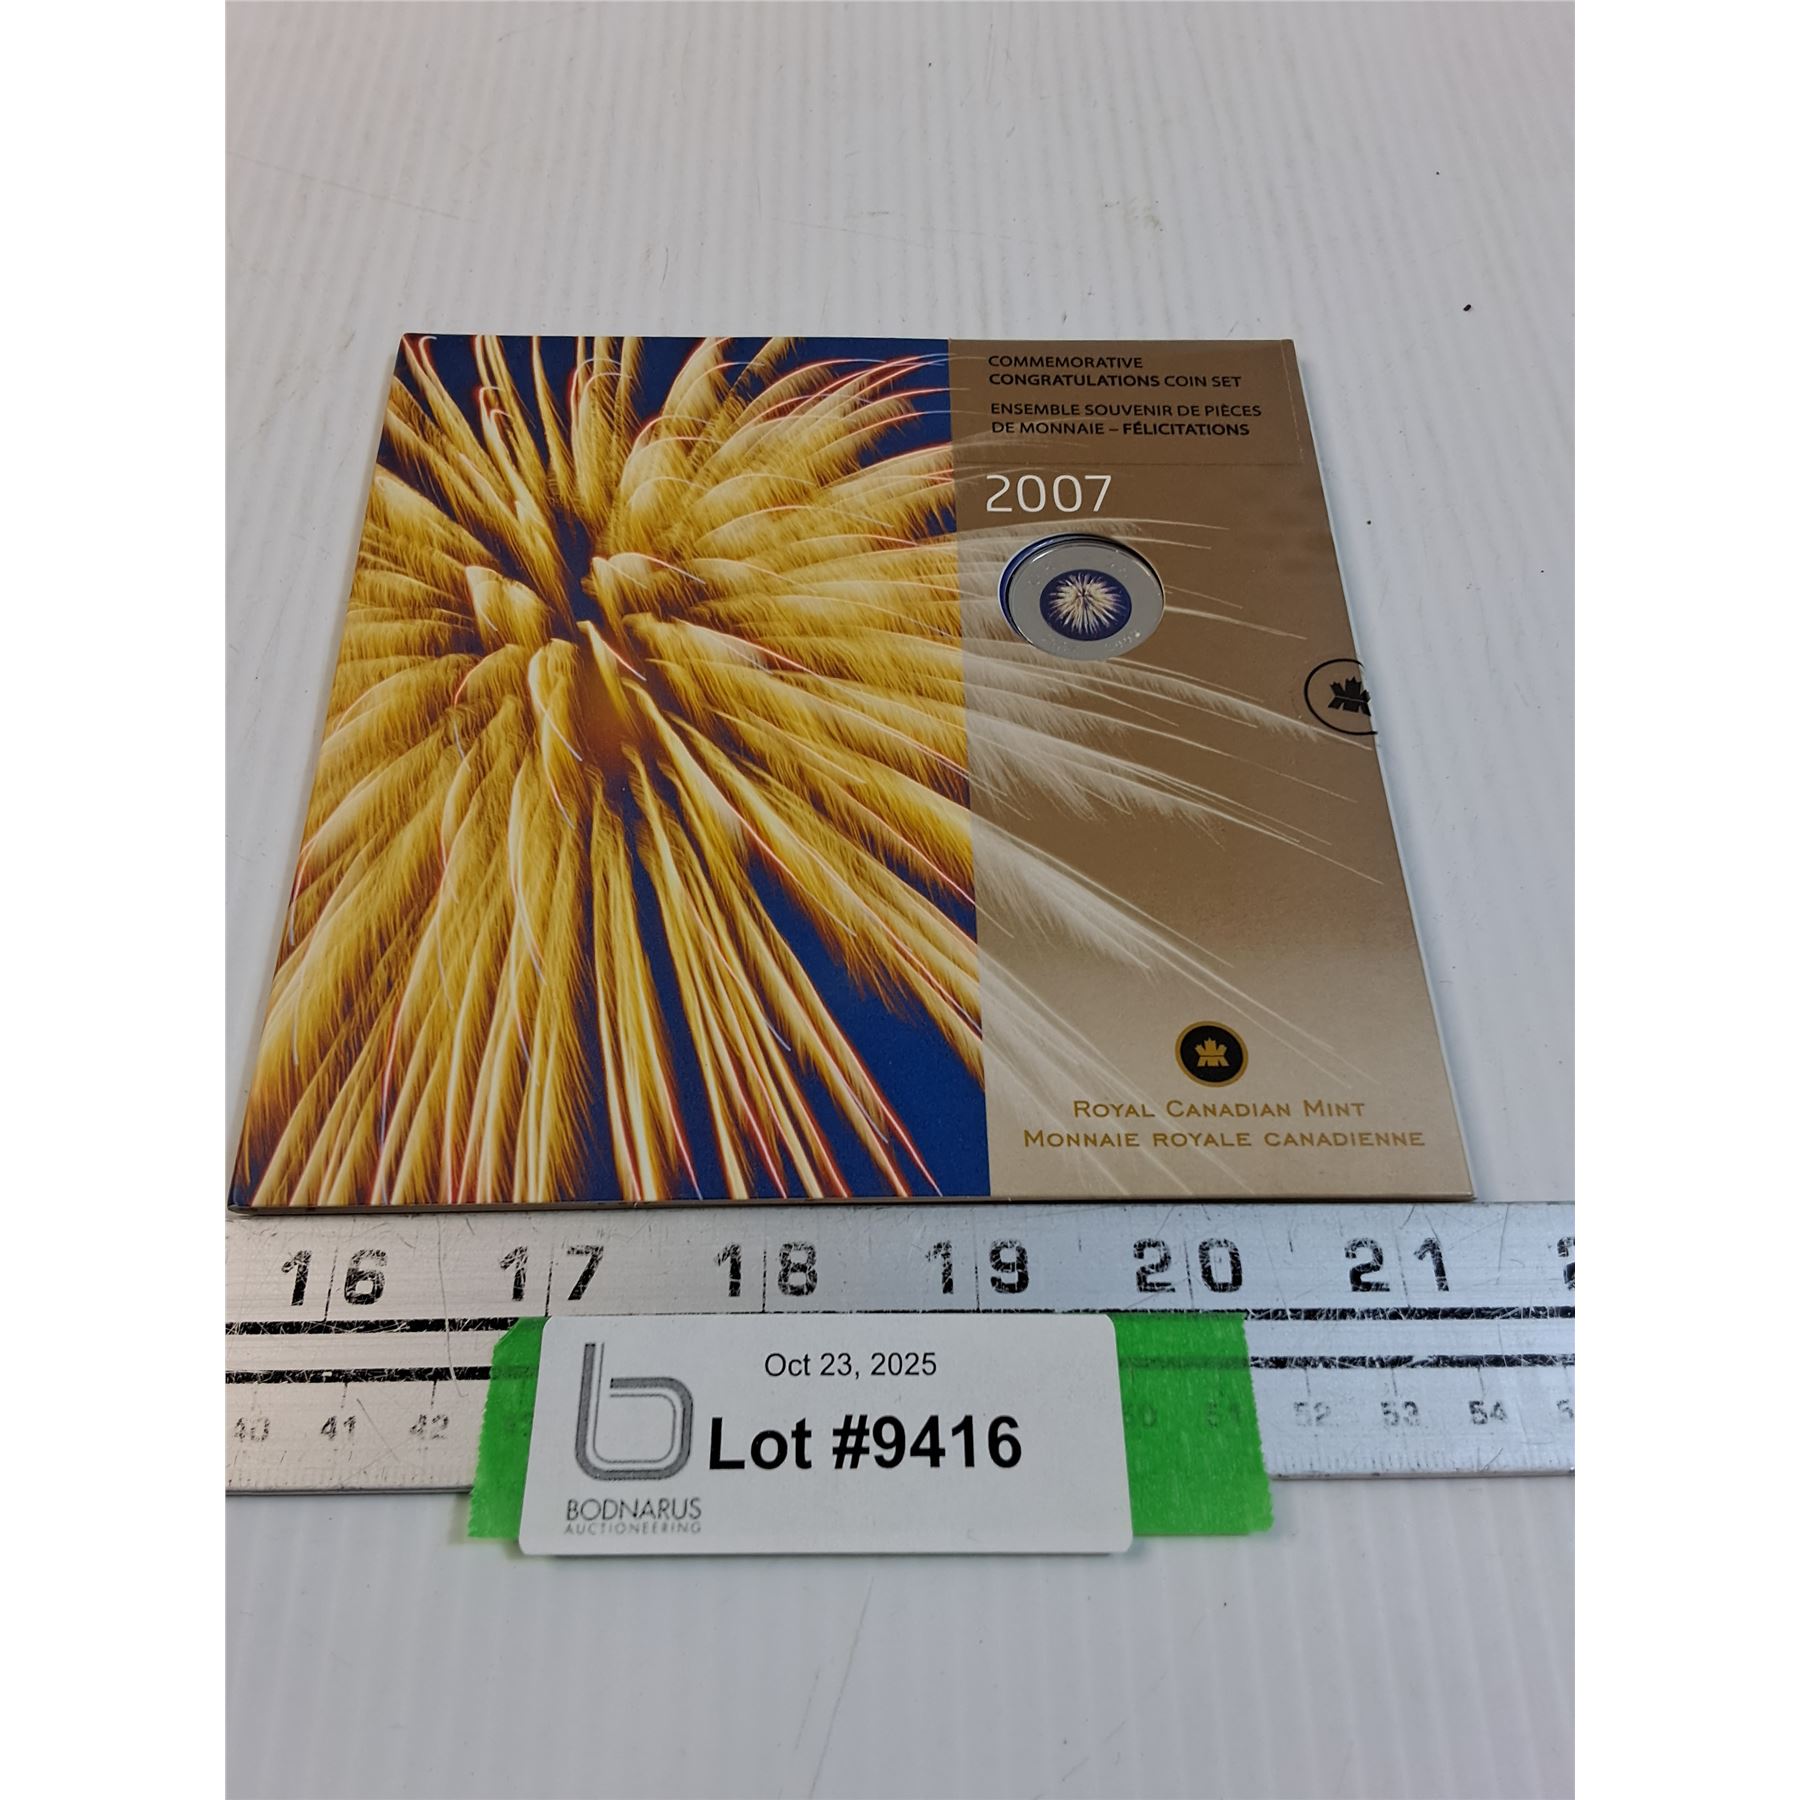 COMMEMORATIVE
CONGRATULATIONS COIN SET
ENSEMBLE SOUVENIR DE PIÈCES
DE MONNAIE – FÉLICITATIONS
2007
ROYAL CANADIAN MINT
MONNAIE ROYALE CANADIENNE
16 17 18 19 20 21
Oct 23, 2025
40 41 42 51 52 53 54
Lot #9416
BODNARUS
AUCTIONEERING